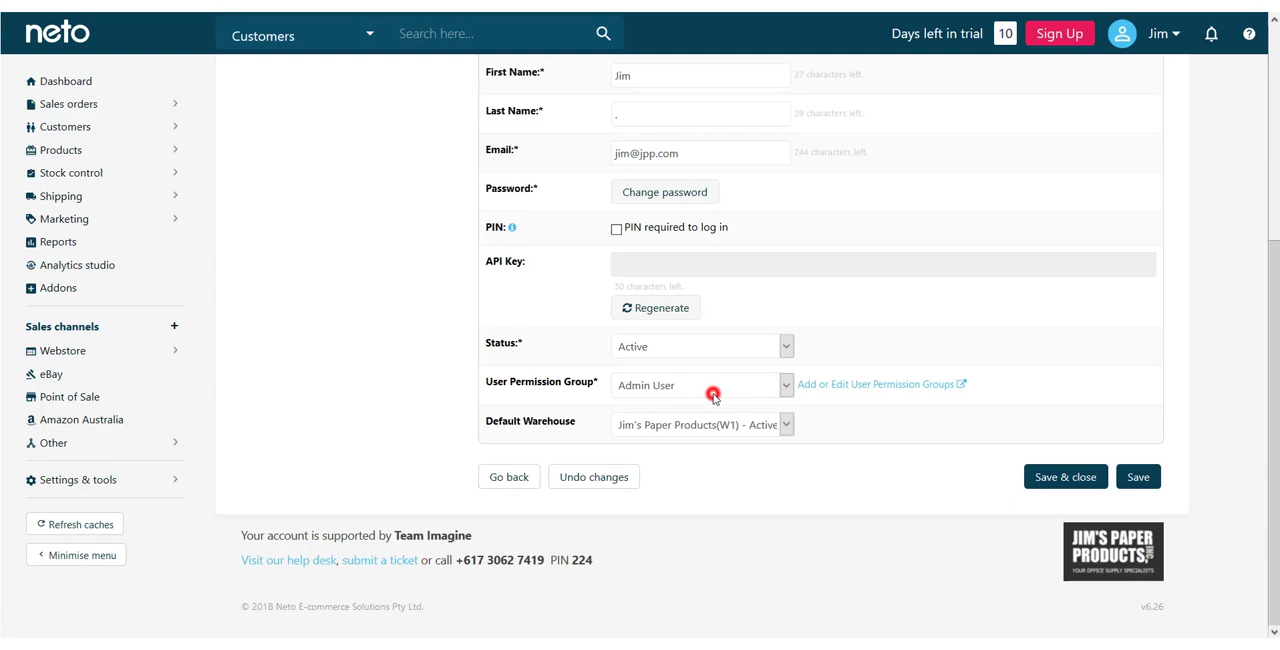 neto
Customers
Search here...
Days left in trial 10 Sign Up Jim
Dashboard
Sales orders
Customers
Products
Stock control
Shipping
Marketing
Reports
Analytics studio
Addons
Sales channels +
Webstore
eBay
Point of Sale
Amazon Australia
Other
Settings & tools
Refresh caches
Minimise menu
First Name:* Jim 37 characters left.
Last Name:* . 39 characters left.
Email:* jim@jpp.com 244 characters left.
Password:* Change password
PIN: PIN required to log in
API Key:
50 characters left.
Regenerate
Status:* Active
User Permission Group* Admin User Add or Edit User Permission Groups
Default Warehouse Jim's Paper Products(W1) - Active
Go back Undo changes Save & close Save
Your account is supported by Team Imagine
Visit our help desk, submit a ticket or call +617 3062 7419 PIN 224
JIM'S PAPER
PRODUCTS, INC
YOUR OFFICE SUPPLY SPECIALISTS
© 2018 Neto E-commerce Solutions Pty Ltd. v6.26